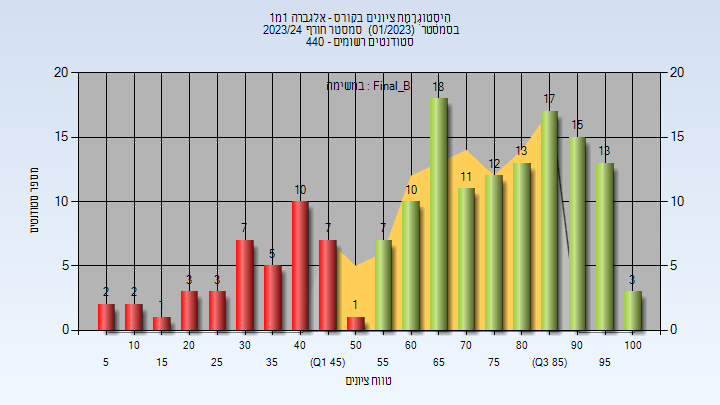 היסטוגרמת ציונים בקורס - אלגברה 1מ1
בסמסטר (01/2023) סמסטר חורף 2023/24
סטודנטים רשומים - 440
במשימה : Final_B
מספר סטודנטים
20 20
15 15
10 10
5 5
0 0
2 2 1 3 3 7 5 10 7 1 7 10 18 11 12 13 17 15 13 3
10 20 30 40 50 60 70 80 90 100
5 15 25 35 (Q1 45) 55 65 75 (Q3 85) 95
טווח ציונים